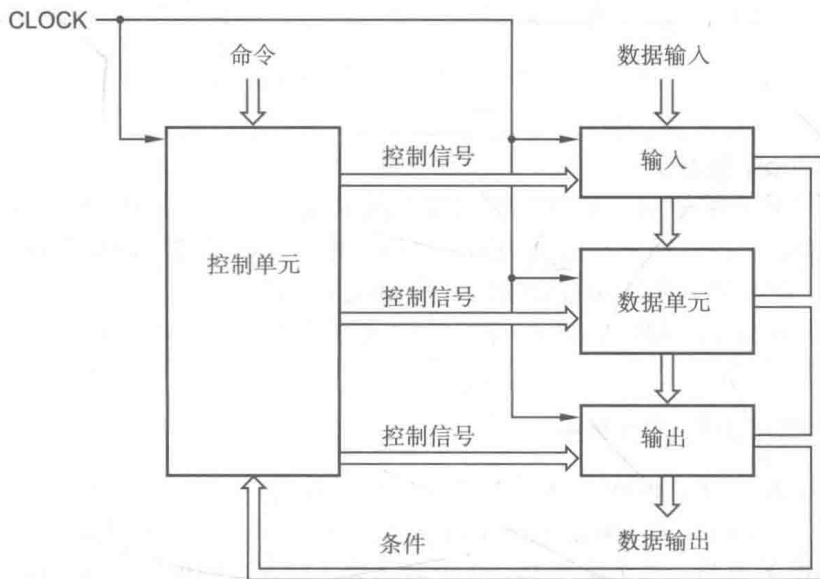 CLOCK
命令
数据输入
控制信号
输入
控制单元
控制信号
数据单元
控制信号
输出
条件
数据输出